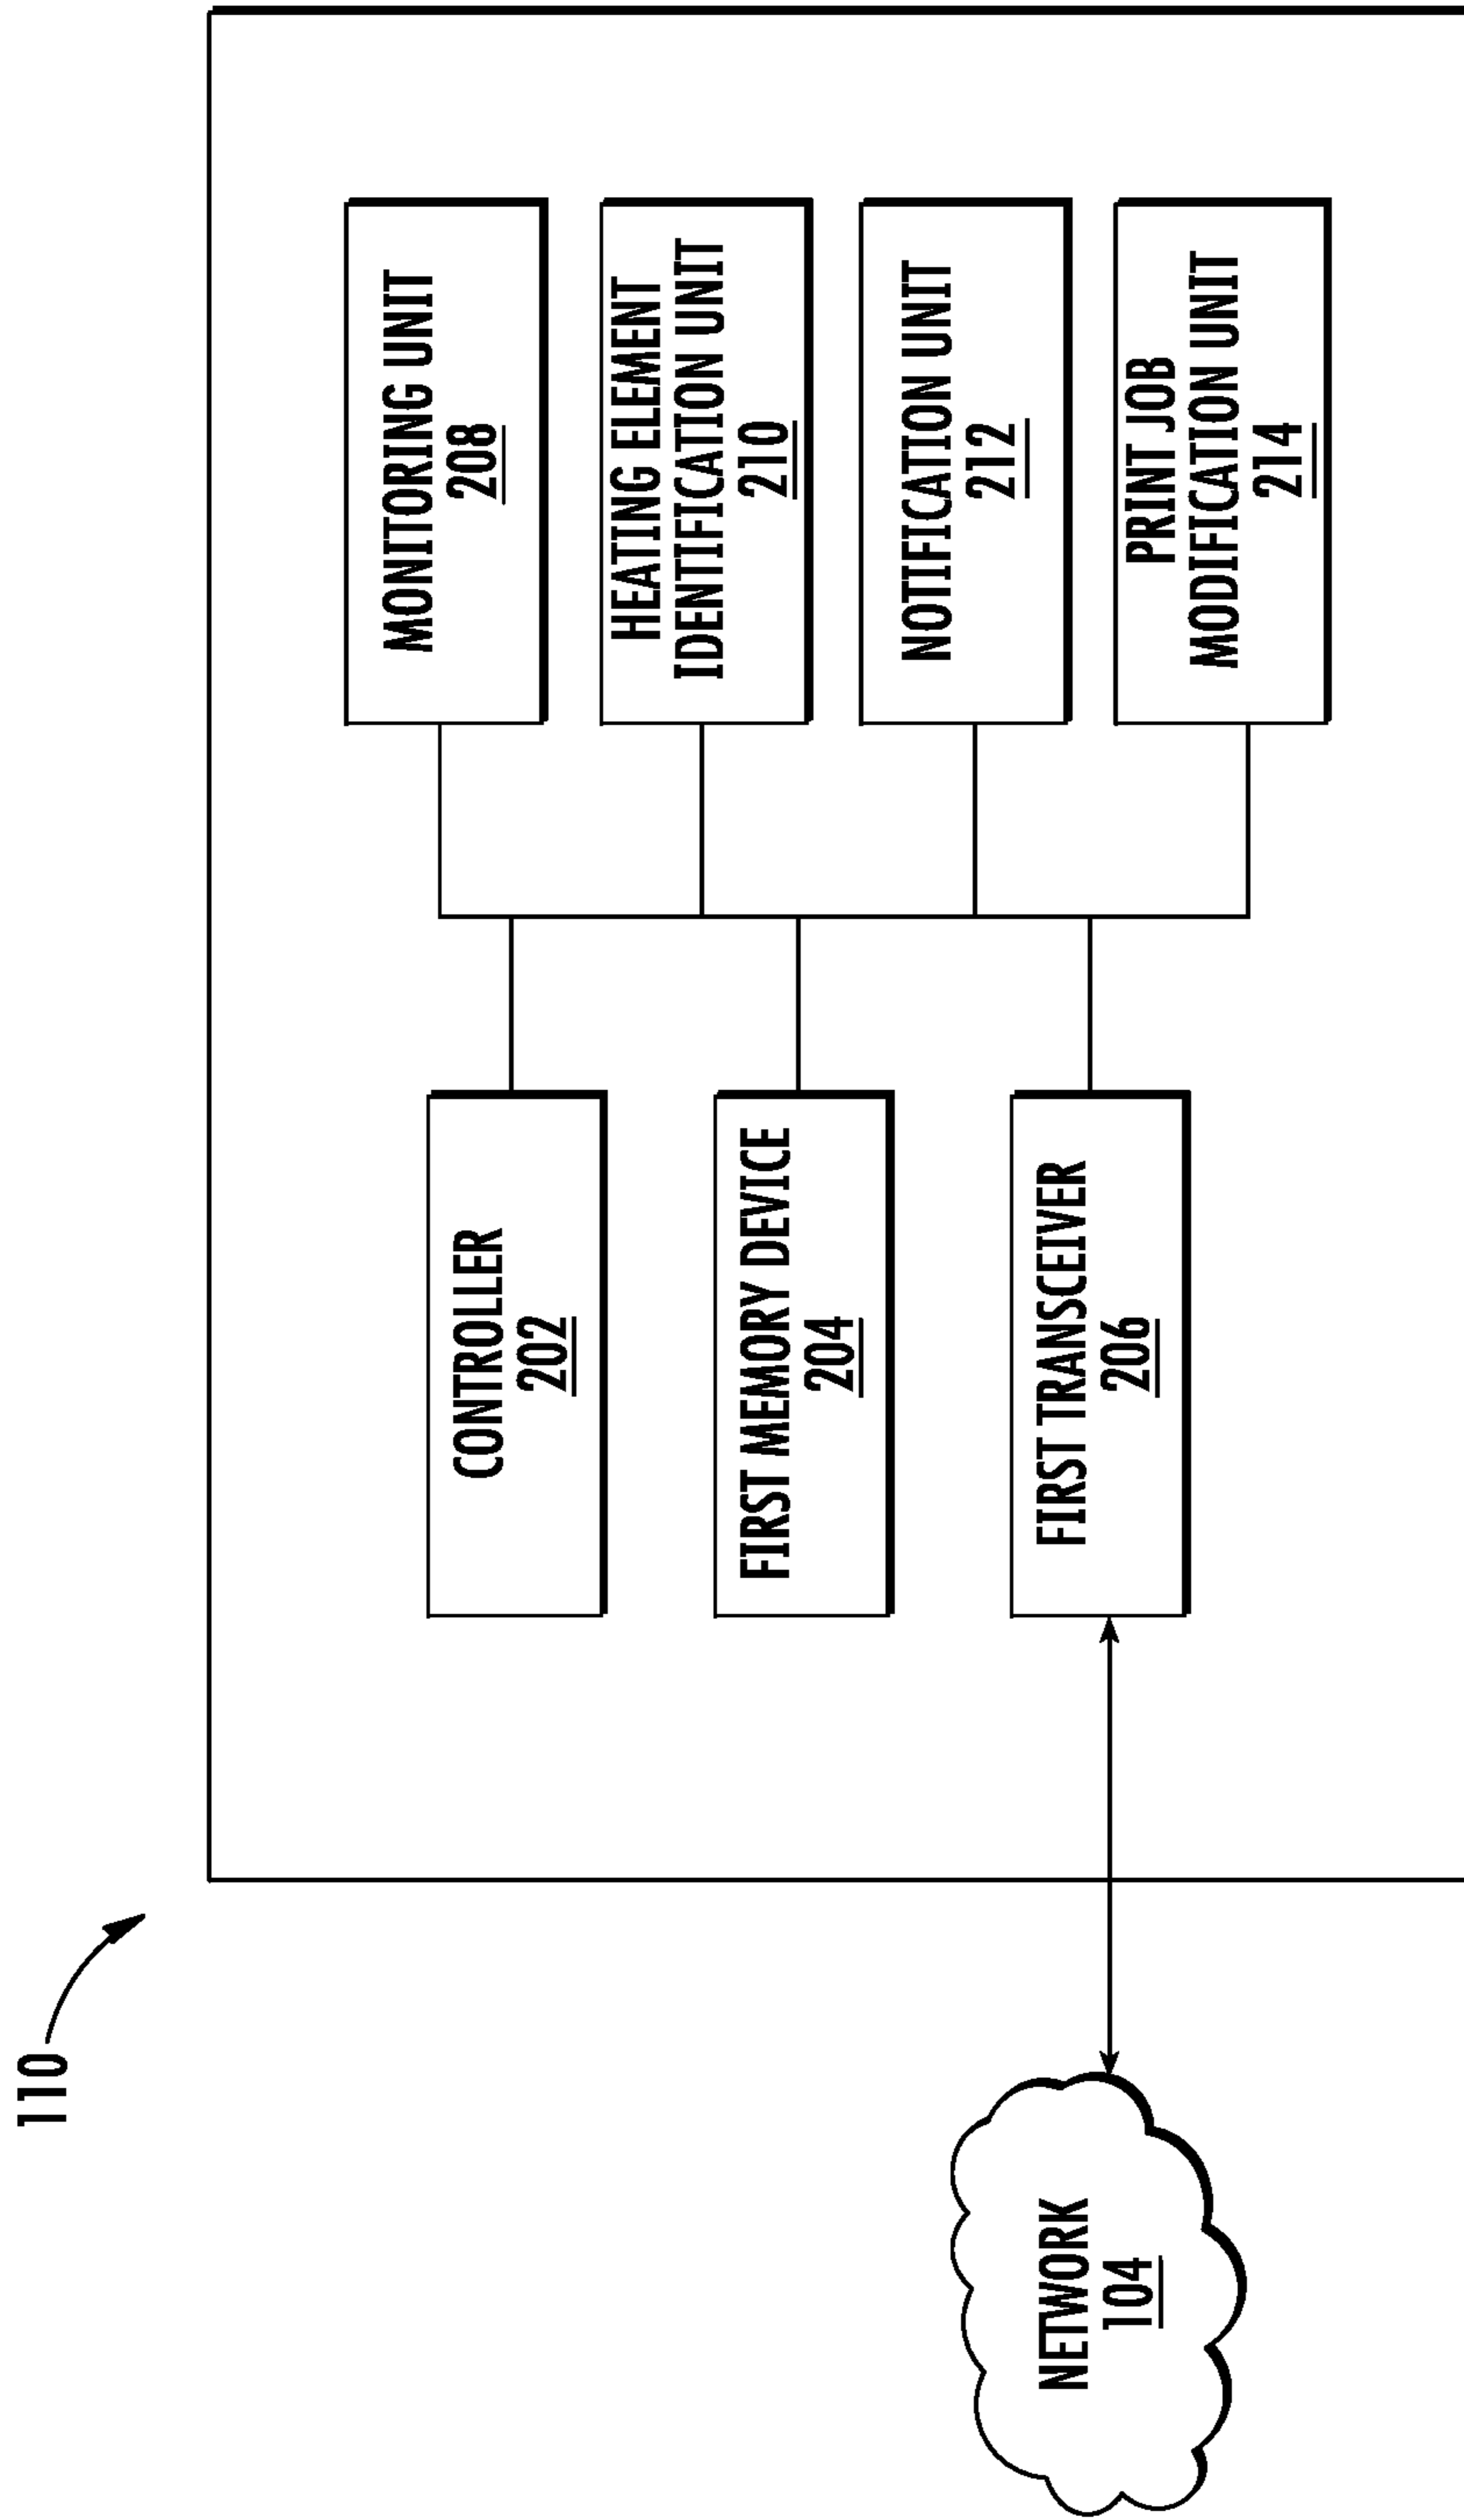 110
CONTROLLER
202
FIRST MEMORY DEVICE
204
FIRST TRANSCEIVER
206
MONITORING UNIT
208
HEATING ELEMENT
IDENTIFICATION UNIT
210
NOTIFICATION UNIT
212
PRINT JOB
MODIFICATION UNIT
214
NETWORK
104